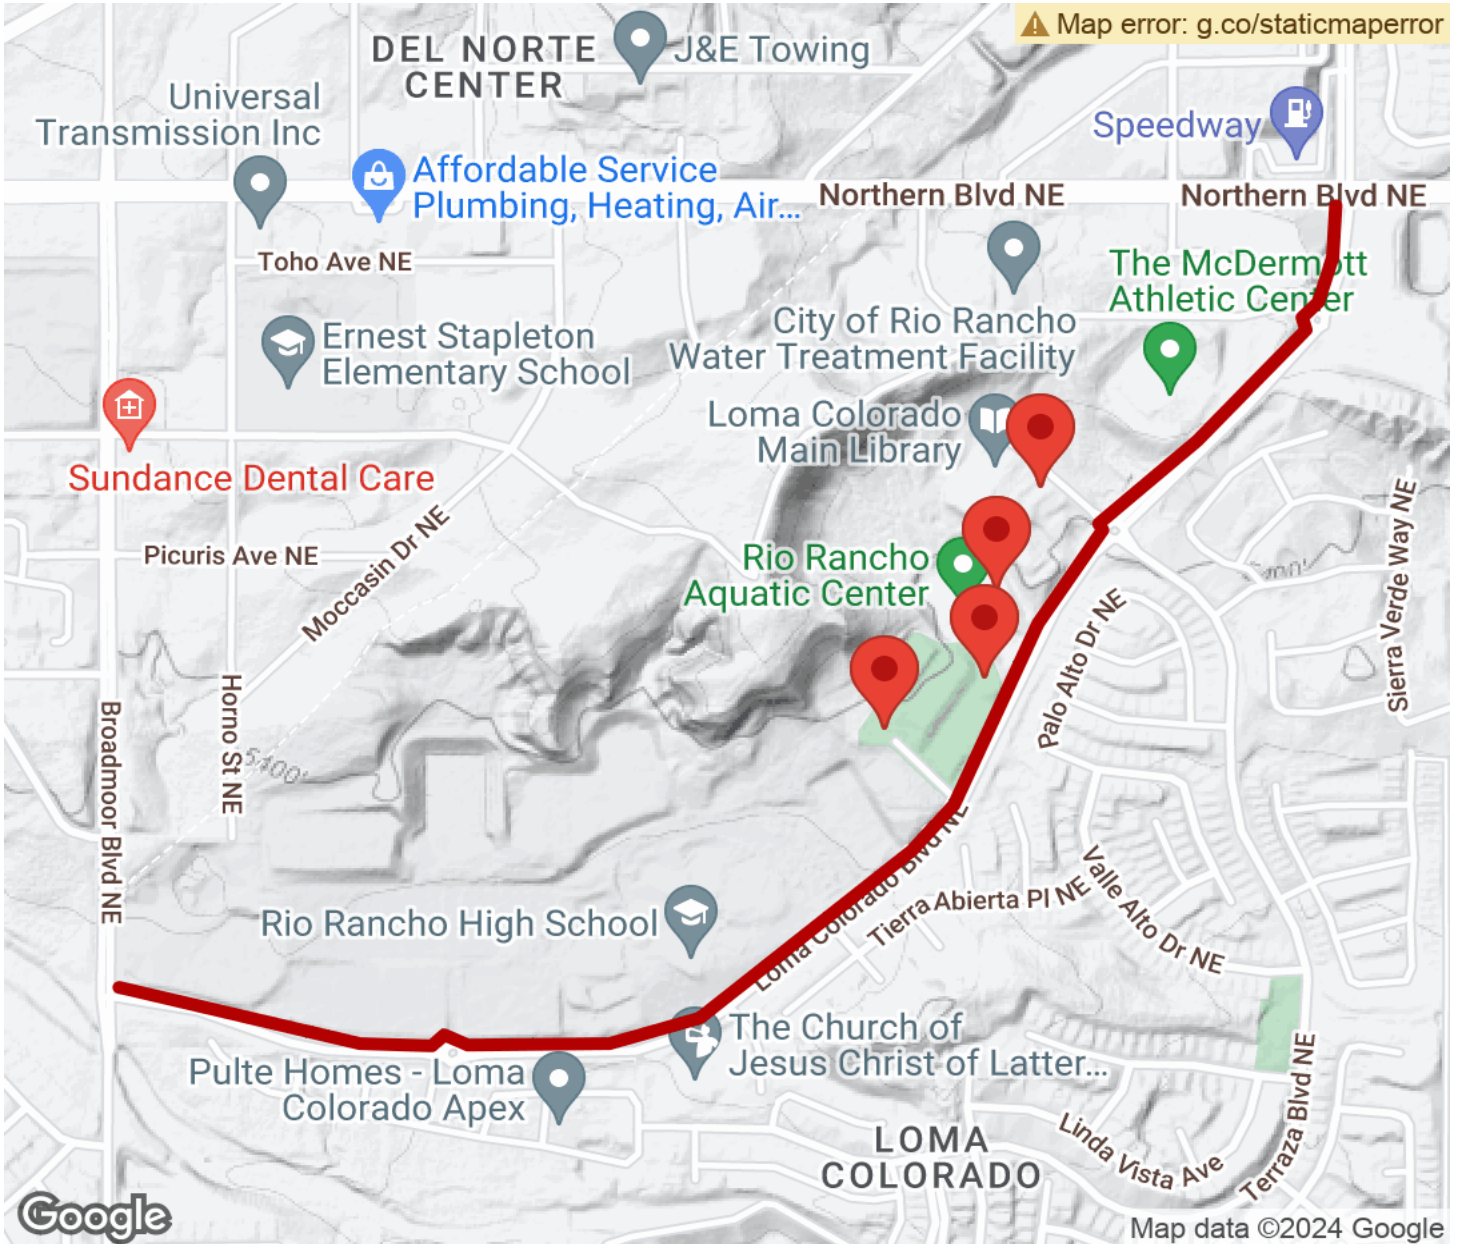 Map error: g.co/staticmaperror
DEL NORTE
CENTER
J&E Towing
Universal
Transmission Inc
Speedway
Affordable Service
Plumbing, Heating, Air...
Northern Blvd NE
Northern Blvd NE
Toho Ave NE
The McDermott
Athletic Center
City of Rio Rancho
Water Treatment Facility
Ernest Stapleton
Elementary School
Loma Colorado
Main Library
Sundance Dental Care
Sierra Verde Way NE
Moccasin Dr NE
Picuris Ave NE
Rio Rancho
Aquatic Center
5400'
Palo Alto Dr NE
Broadmoor Blvd NE
Horno St NE
5400'
Loma Colorado Blvd NE
Valle Alto Dr NE
Tierra Abierta Pl NE
Rio Rancho High School
The Church of
Jesus Christ of Latter...
Pulte Homes - Loma
Colorado Apex
Terraza Blvd NE
LOMA
COLORADO
Linda Vista Ave
Google
Map data ©2024 Google